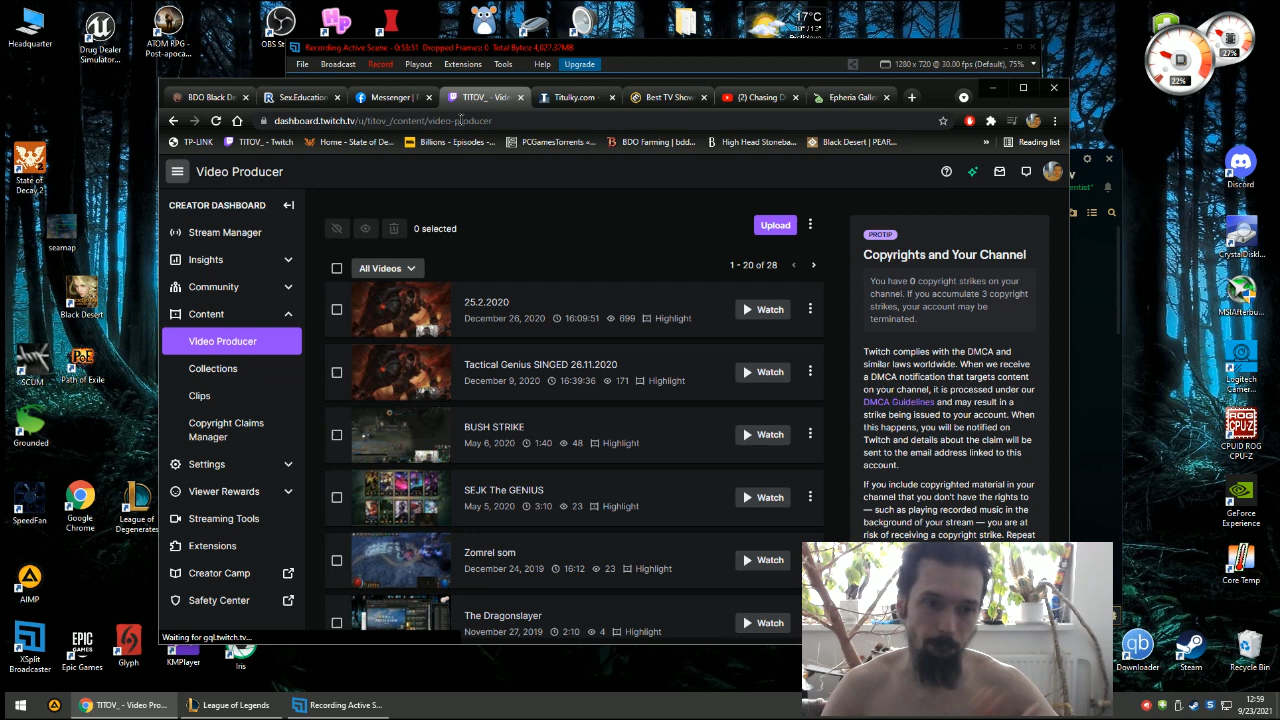 Headquarter
Drug Dealer
Simulator...
ATOM RPG -
Post-apoca...
OBS St
17°C
22%
27%
Recording Active Scene - 0:53:51 Dropped Frames: 0 Total Bytes: 4,027.37MB
File Broadcast Record Playout Extensions Tools Help Upgrade
1280 x 720 @ 30.00 fps (Default), 75%
BDO Black De
Sex.Education
Messenger | F
TITOV_ - Vide
Titulky.com -
Best TV Show
(2) Chasing D
Epheria Galle
dashboard.twitch.tv/u/titov_/content/video-producer
TP-LINK
TITOV_ - Twitch
Home - State of De...
Billions - Episodes -...
PCGamesTorrents «...
BDO Farming | bdd...
High Head Stoneba...
Black Desert | PEAR...
»
Reading list
Video Producer
CREATOR DASHBOARD
Stream Manager
Insights
Community
Content
Video Producer
Collections
Clips
Copyright Claims
Manager
Settings
Viewer Rewards
Streaming Tools
Extensions
Creator Camp
Safety Center
0 selected
Upload
All Videos
1 - 20 of 28
25.2.2020
December 26, 2020 16:09:51 699 Highlight
Watch
Tactical Genius SINGED 26.11.2020
December 9, 2020 16:39:36 171 Highlight
Watch
BUSH STRIKE
May 6, 2020 1:40 48 Highlight
Watch
SEJK The GENIUS
May 5, 2020 3:10 23 Highlight
Watch
Zomrel som
December 24, 2019 16:12 23 Highlight
Watch
The Dragonslayer
November 27, 2019 2:10 4 Highlight
Watch
PROTIP
Copyrights and Your Channel
You have 0 copyright strikes on your
channel. If you accumulate 3 copyright
strikes, your account may be
terminated.
Twitch complies with the DMCA and
similar laws worldwide. When we
receive a DMCA notification that targets content
on your channel, it is processed under our
DMCA Guidelines and may result in a
strike being issued to your account. When
this happens, you will be notified on
Twitch and details about the claim will be
sent to the email address linked to this
account.
If you include copyrighted material in your
channel that you don't have the rights to
— such as playing recorded music in the
background of your stream — you are at
risk of receiving a copyright strike. Repeat
Waiting for gql.twitch.tv...
State of
Decay 2
seamap
Black Desert
SCUM
Path of Exile
Grounded
SpeedFan
Google
Chrome
League of
Degenerates
AIMP
XSplit
Broadcaster
Epic Games
Glyph
KMPlayer
Iris
Discord
CrystalDiskI...
MSIAfterbu...
Logitech
Gamer...
CPUID ROG
CPU-Z
GeForce
Experience
Core Temp
Downloader
Steam
Recycle Bin
TITOV_ - Video Pro...
League of Legends
Recording Active S...
12:59
9/23/2021